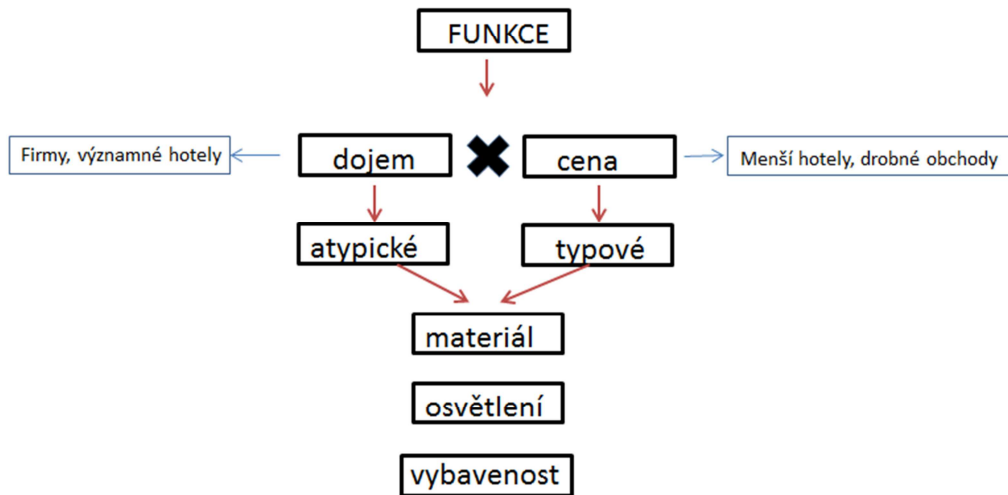 FUNKCE
Firmy, významné hotely
dojem
cena
Menší hotely, drobné obchody
atypické
typové
materiál
osvětlení
vybavenost